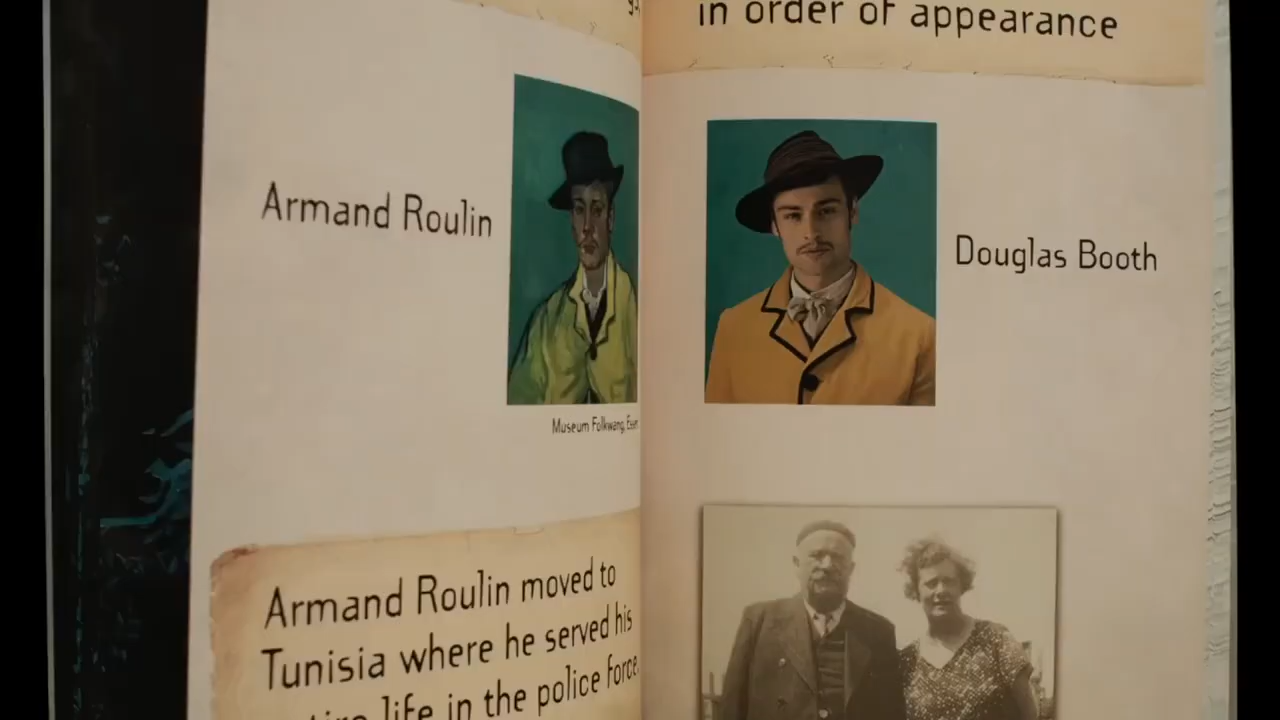 in order of appearance
Armand Roulin
Douglas Booth
Museum Folkwang,
Armand Roulin moved to
Tunisia where he served his
life in the police force